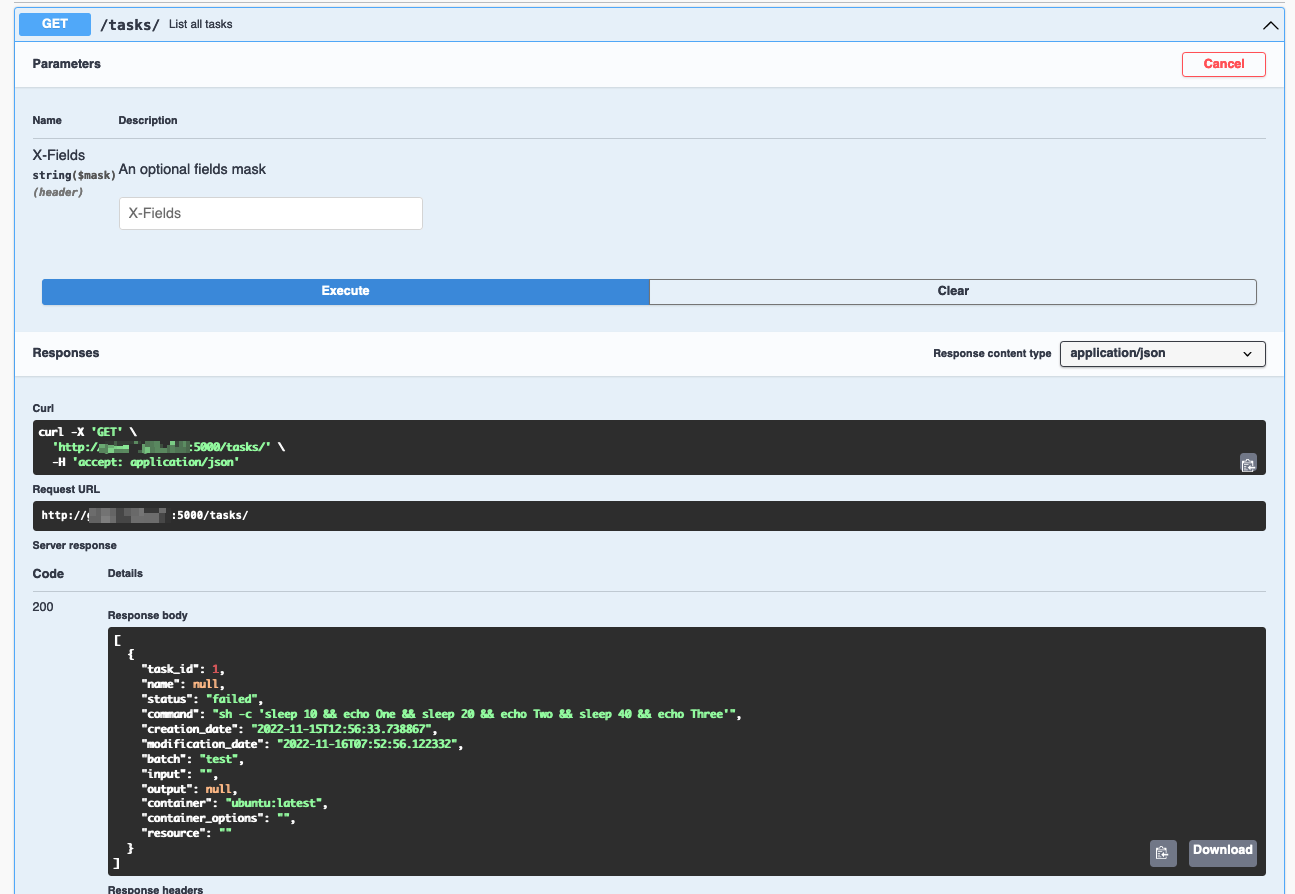 GET /tasks/ List all tasks
Parameters
Cancel
Name Description
X-Fields
string($mask)
(header)
An optional fields mask
X-Fields
Execute Clear
Responses
Response content type application/json
Curl
curl -X 'GET' \
'http:/ :5000/tasks/' \
-H 'accept: application/json'
Request URL
http:// :5000/tasks/
Server response
Code Details
200
Response body
[
{
"task_id": 1,
"name": null,
"status": "failed",
"command": "sh -c 'sleep 10 && echo One && sleep 20 && echo Two && sleep 40 && echo Three'",
"creation_date": "2022-11-15T12:56:33.738867",
"modification_date": "2022-11-16T07:52:56.122332",
"batch": "test",
"input": "",
"output": null,
"container": "ubuntu:latest",
"container_options": "",
"resource": ""
}
]
Download
Response headers